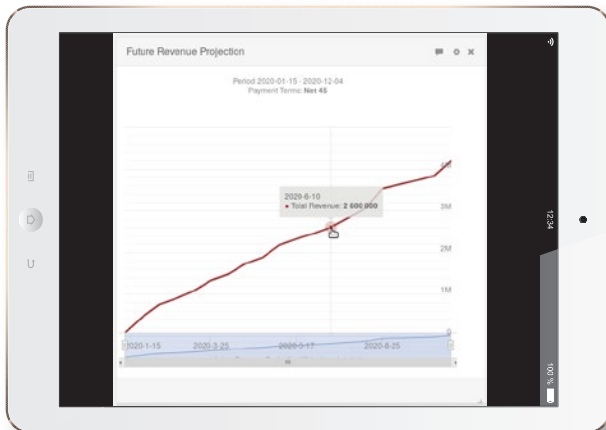 Future Revenue Projection
Period 2020-01-15 - 2020-12-04
Payment Terms: Net 45
4M
2020-6-10
• Total Revenue: 2 600 000
3M
2M
1M
0
2020-1-15
2020-3-25
2020-5-17
2020-8-25
12:34
100 %